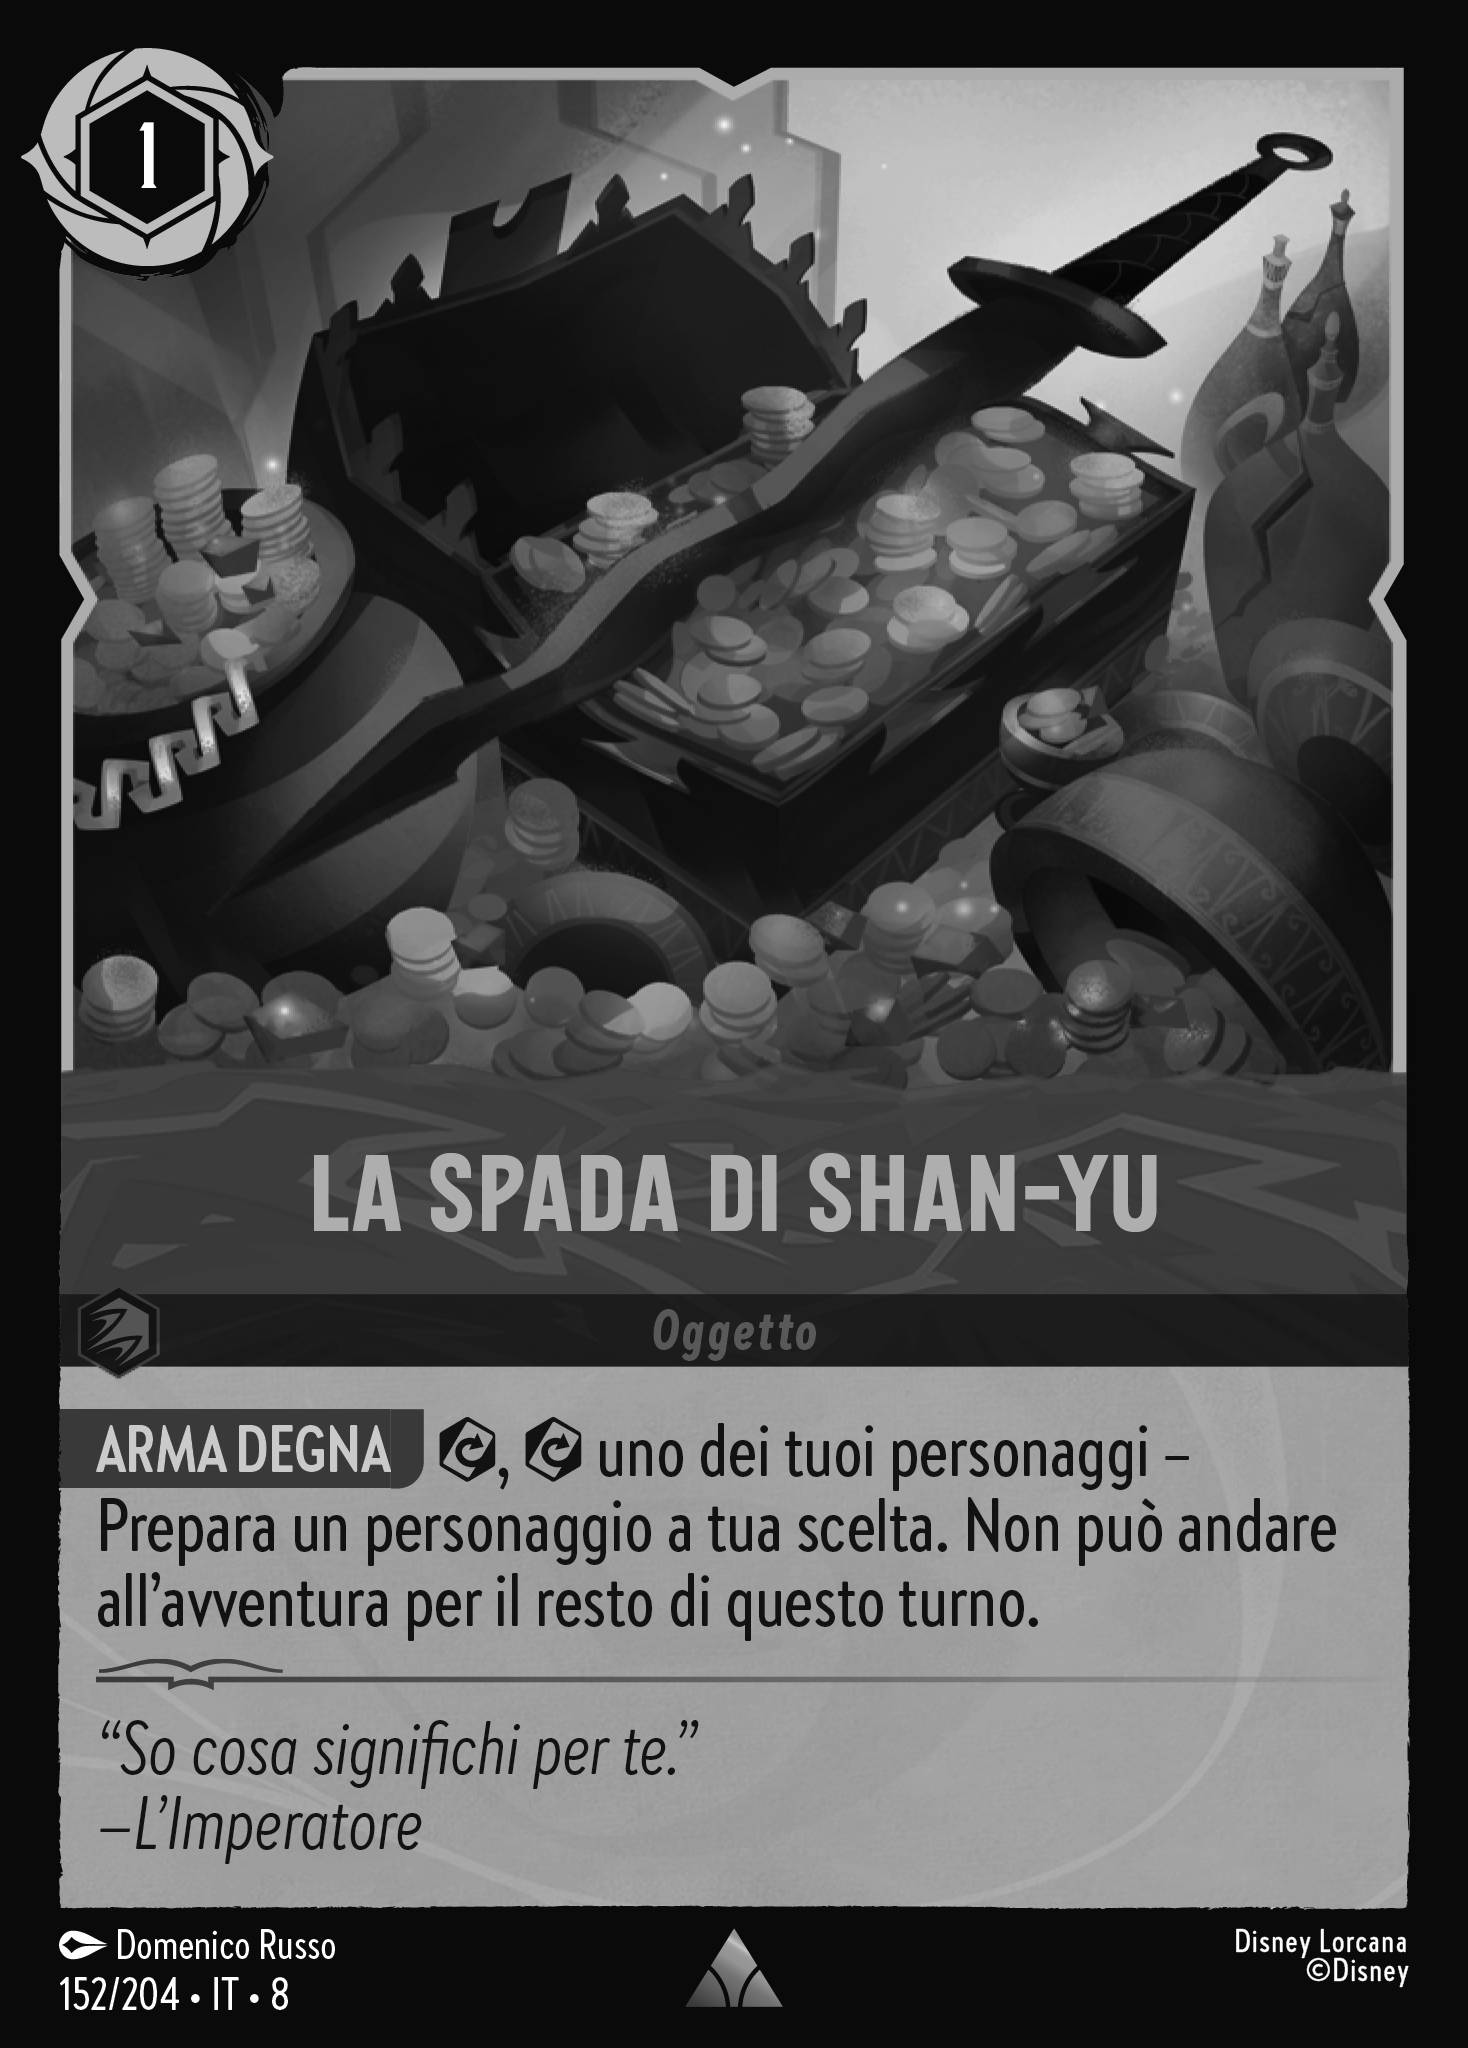 1
LA SPADA DI SHAN-YU
Oggetto
ARMA DEGNA , uno dei tuoi personaggi –
Prepara un personaggio a tua scelta. Non può andare
all’avventura per il resto di questo turno.
“So cosa significhi per te.”
–L’Imperatore
Domenico Russo
152/204 • IT • 8
Disney Lorcana
©Disney